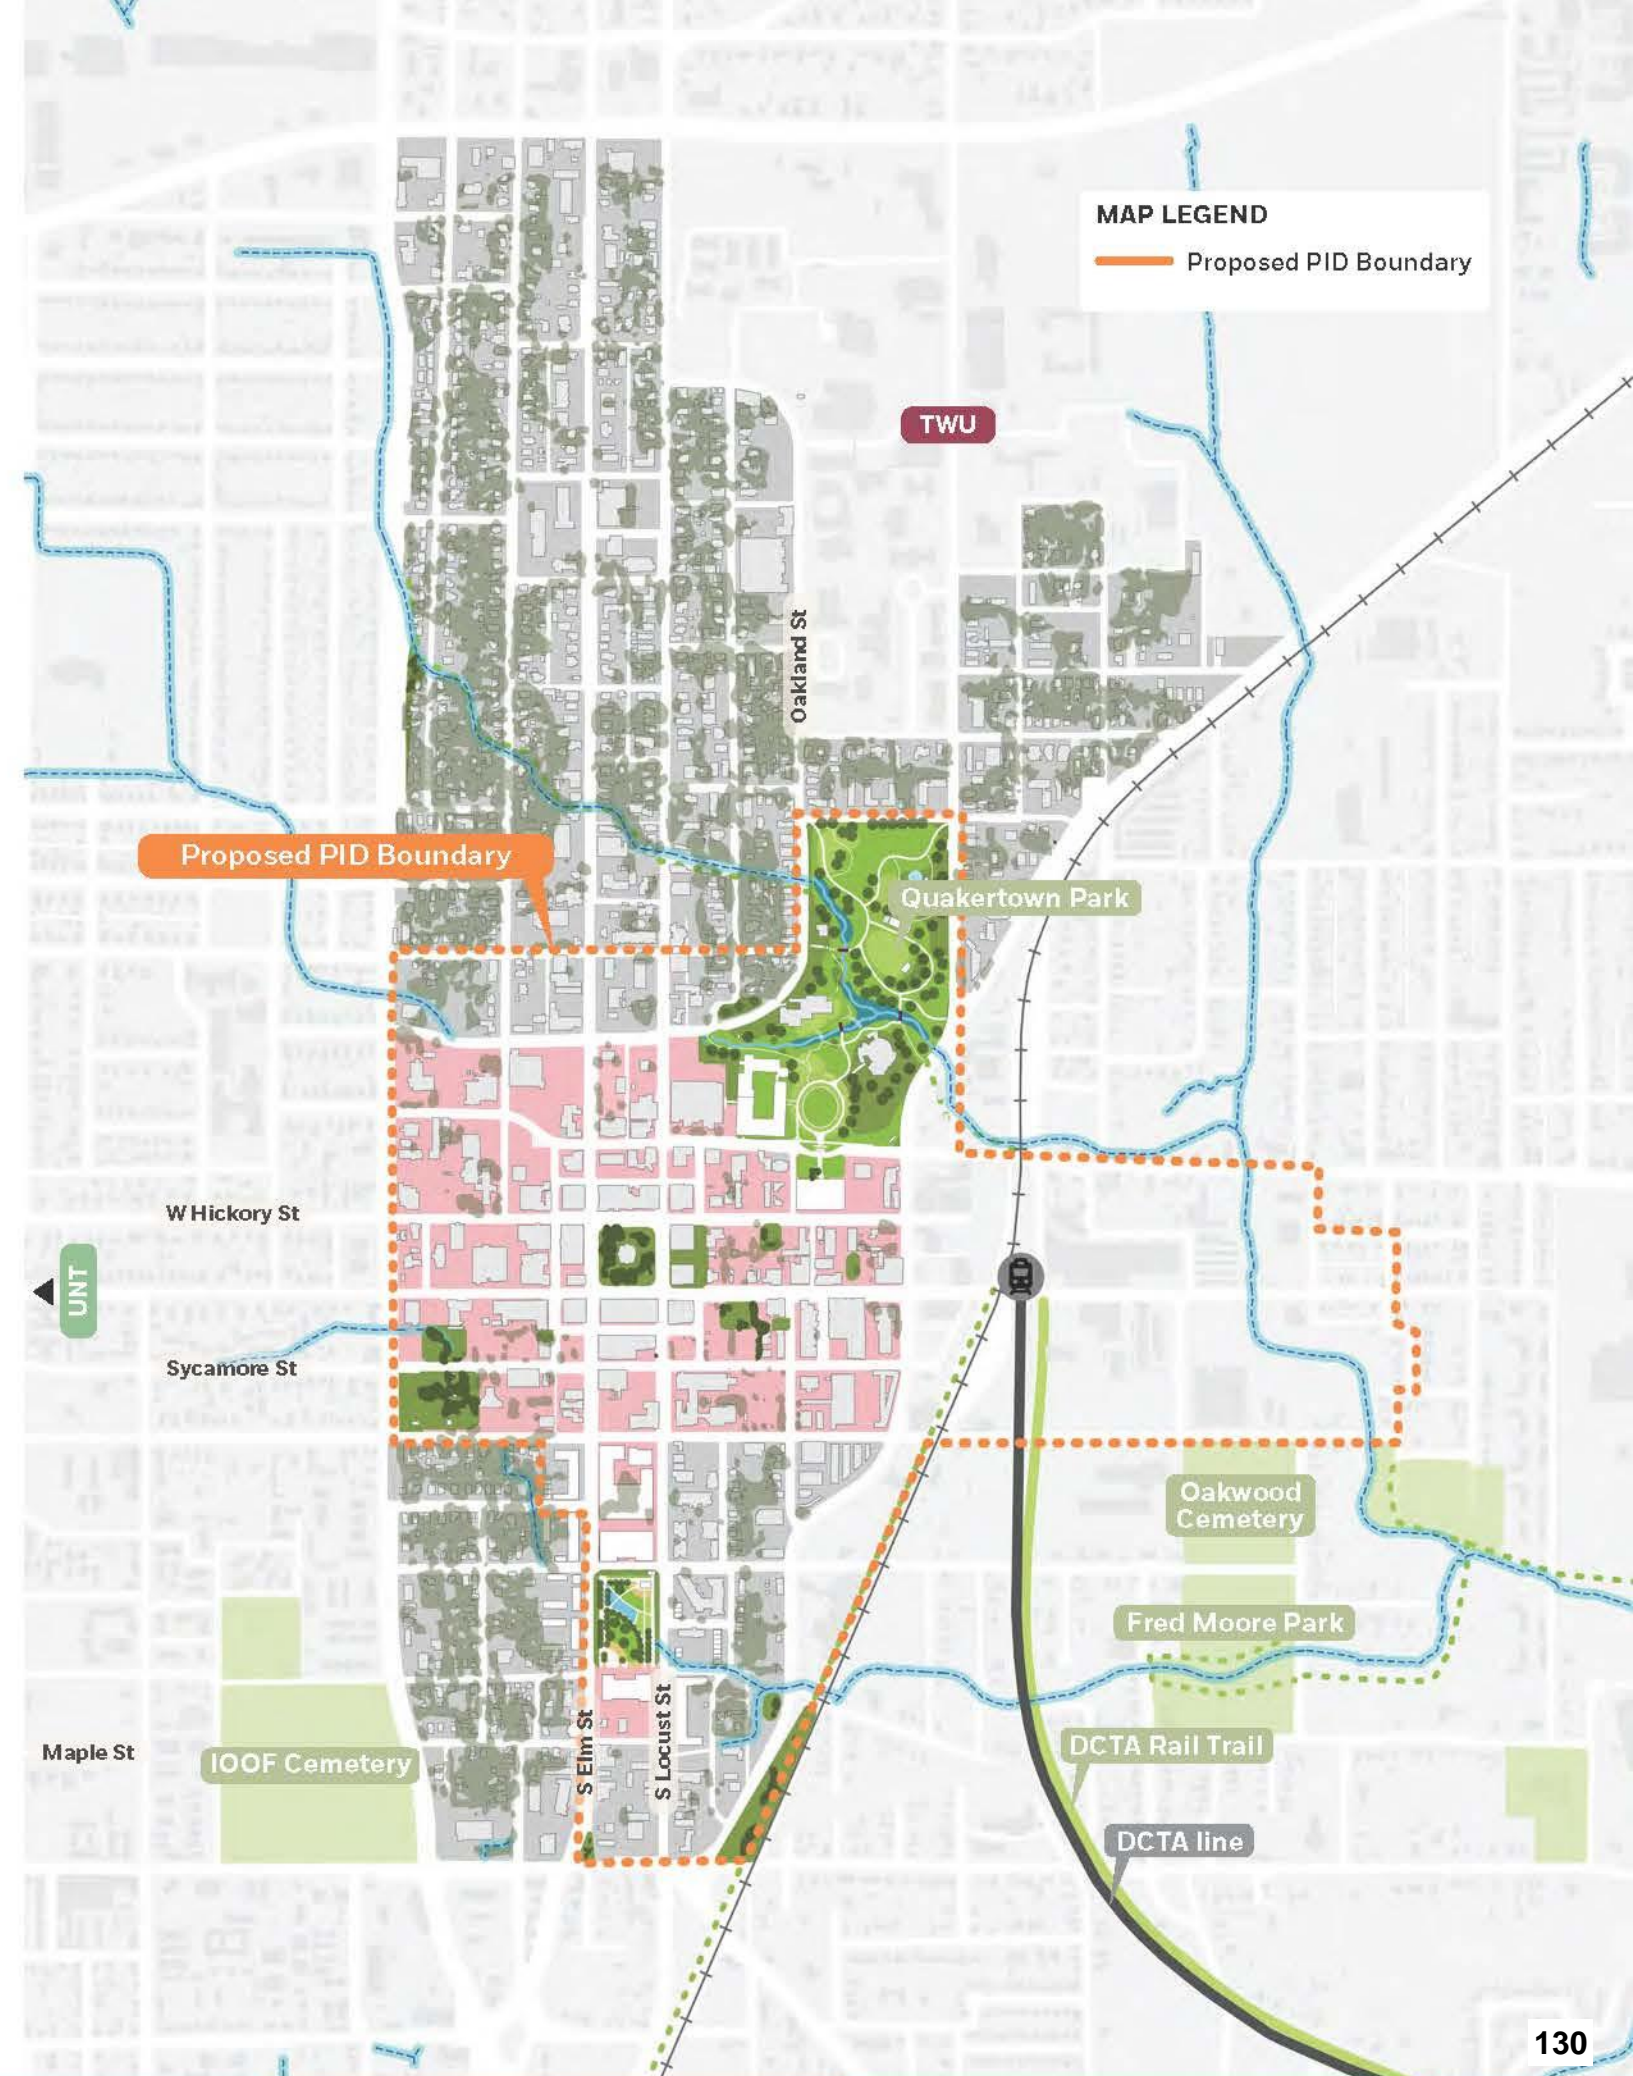 MAP LEGEND
Proposed PID Boundary
TWU
Oakland St
Proposed PID Boundary
Quakertown Park
W Hickory St
UNT
Sycamore St
Oakwood
Cemetery
Fred Moore Park
S Elm St
S Locust St
Maple St
IOOF Cemetery
DCTA Rail Trail
DCTA line
130